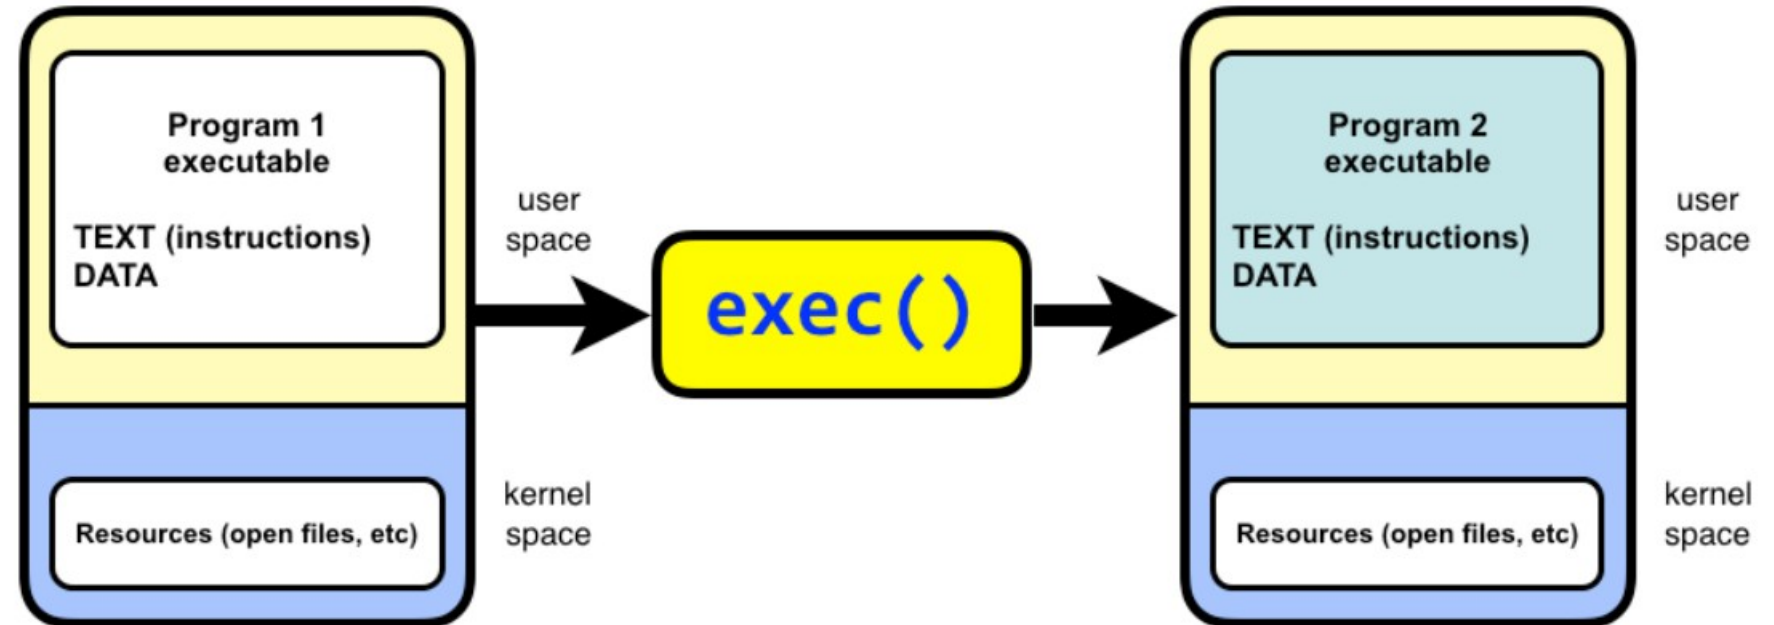 Program 1
executable
TEXT (instructions)
DATA
Resources (open files, etc)
user
space
kernel
space
exec()
Program 2
executable
TEXT (instructions)
DATA
Resources (open files, etc)
user
space
kernel
space